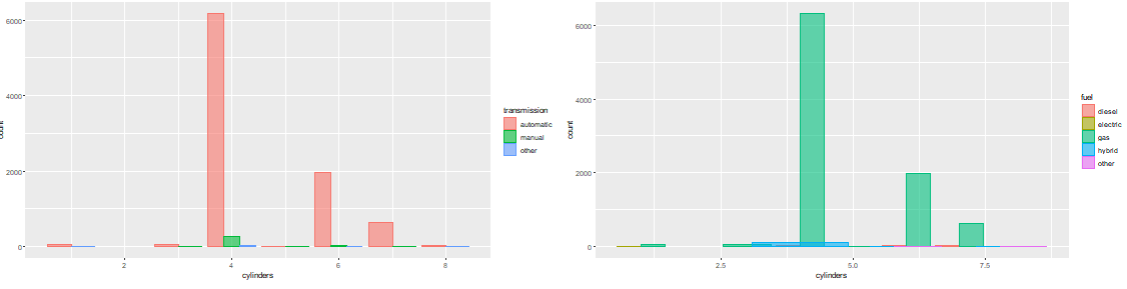 6000
4000
2000
0
count
2
4
6
8
cylinders
transmission
automatic
manual
other
6000
4000
2000
0
count
2.5
5.0
7.5
cylinders
fuel
diesel
electric
gas
hybrid
other